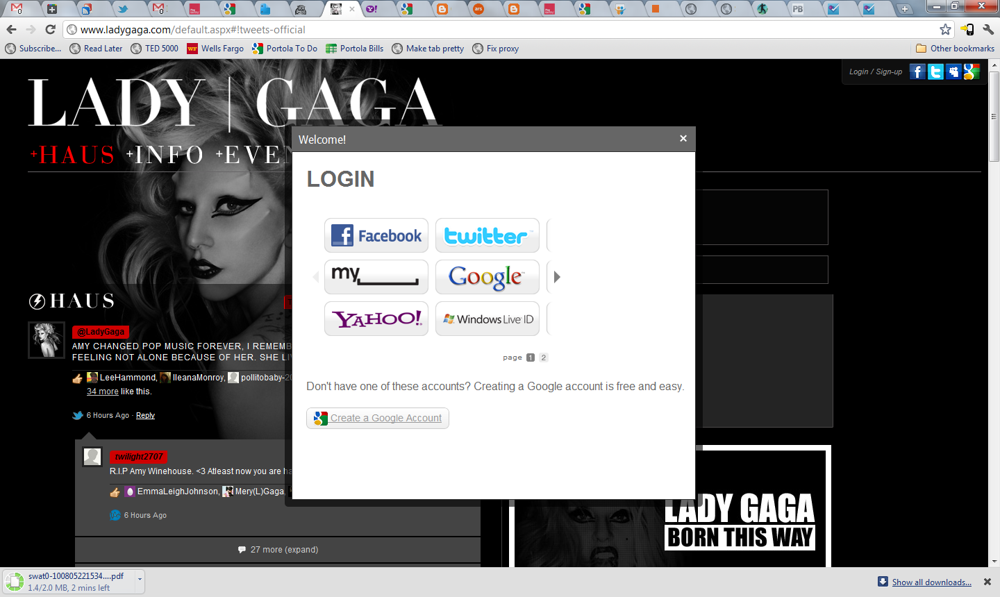 www.ladygaga.com/default.aspx#!tweets-official
Subscribe... Read Later TED 5000 Wells Fargo Portola To Do Portola Bills Make tab pretty Fix proxy Other bookmarks
Login / Sign-up
LADY | GAGA
+HAUS +INFO +EVEN
Welcome!
LOGIN
Facebook twitter
my Google
YAHOO! Windows Live ID
page 1 2
Don't have one of these accounts? Creating a Google account is free and easy.
Create a Google Account
HAUS
@LadyGaga
AMY CHANGED POP MUSIC FOREVER, I REMEMB
FEELING NOT ALONE BECAUSE OF HER. SHE LIV
LeeHammond, IleanaMonroy, pollitobaby-20
34 more like this.
6 Hours Ago · Reply
twilight2707
R.I.P Amy Winehouse. <3 Atleast now you are ha
EmmaLeighJohnson, Mery(L)Gaga
6 Hours Ago
27 more (expand)
LADY GAGA
BORN THIS WAY
swat0-100805221534....pdf
1.4/2.0 MB, 2 mins left
Show all downloads...